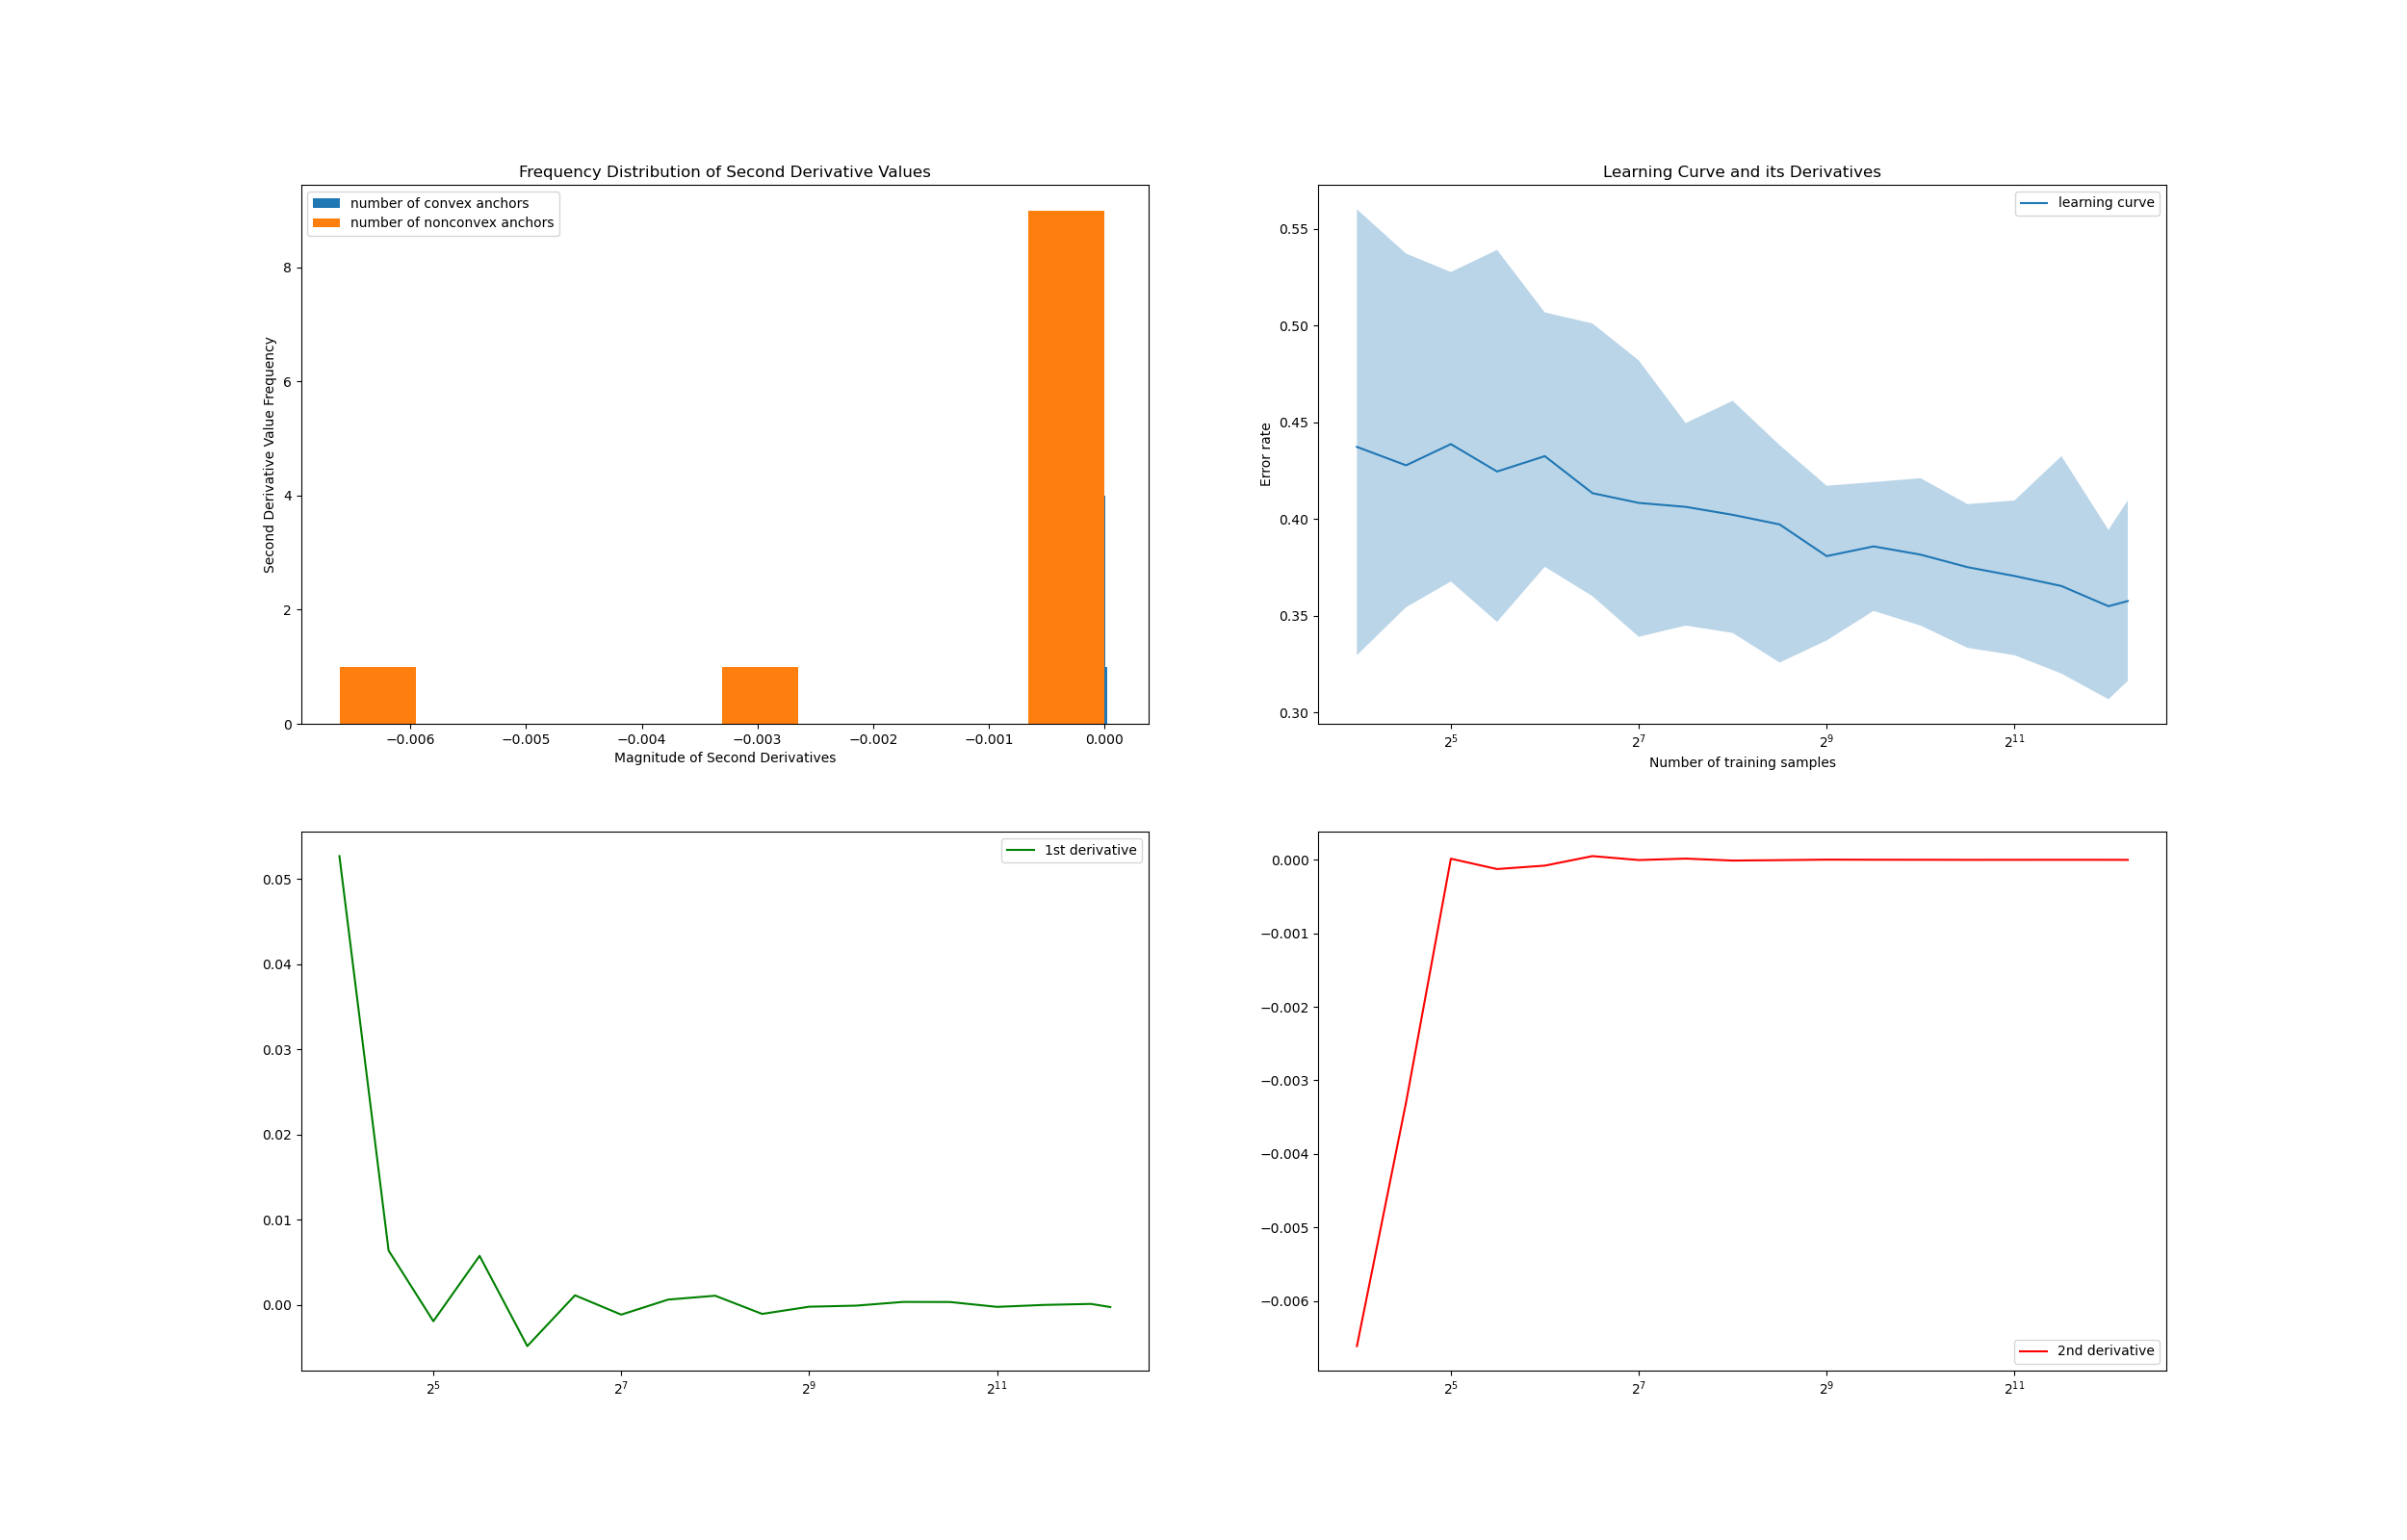 Frequency Distribution of Second Derivative Values
number of convex anchors
number of nonconvex anchors
Second Derivative Value Frequency
8
6
4
2
0
−0.006 −0.005 −0.004 −0.003 −0.002 −0.001 0.000
Magnitude of Second Derivatives
Learning Curve and its Derivatives
learning curve
Error rate
0.55
0.50
0.45
0.40
0.35
0.30
2^5 2^7 2^9 2^11
Number of training samples
1st derivative
0.05
0.04
0.03
0.02
0.01
0.00
2^5 2^7 2^9 2^11
0.000
−0.001
−0.002
−0.003
−0.004
−0.005
−0.006
2nd derivative
2^5 2^7 2^9 2^11